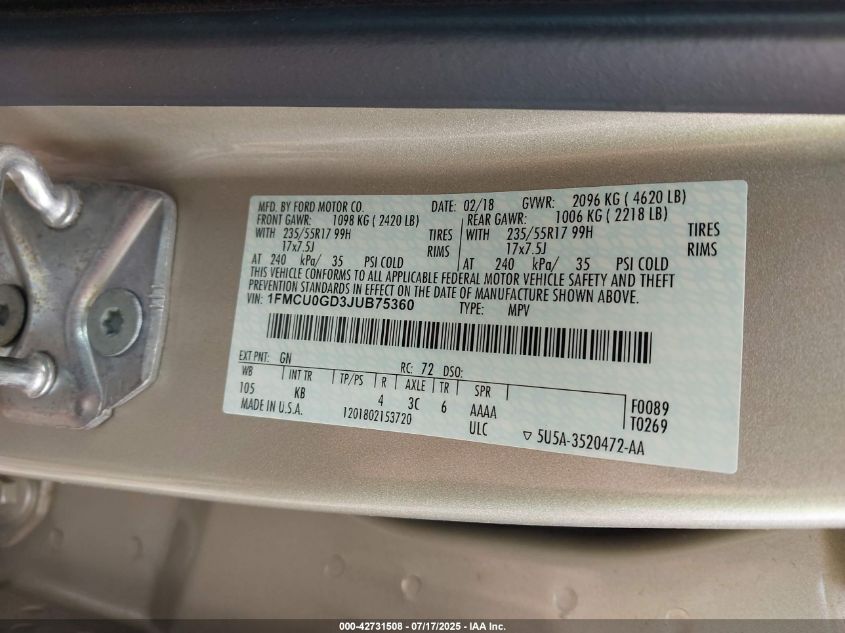 MFD. BY FORD MOTOR CO. DATE: 02/18 GVWR: 2096 KG ( 4620 LB)
FRONT GAWR: 1098 KG ( 2420 LB) REAR GAWR: 1006 KG ( 2218 LB)
WITH 235/55R17 99H TIRES WITH 235/55R17 99H TIRES
17x7.5J RIMS 17x7.5J RIMS
AT 240 kPa/ 35 PSI COLD AT 240 kPa/ 35 PSI COLD
THIS VEHICLE CONFORMS TO ALL APPLICABLE FEDERAL MOTOR VEHICLE SAFETY AND THEFT
PREVENTION STANDARDS IN EFFECT ON THE DATE OF MANUFACTURE SHOWN ABOVE.
VIN: 1FMCU0GD3JUB75360 TYPE: MPV
EXT PNT: GN RC: 72 DSO:
WB INT TR TP/PS R AXLE TR SPR
105 KB 4 3C 6 AAAA F0089
MADE IN U.S.A. 1201802153720 ULC T0269
▽ 5U5A-3520472-AA
000-42731508 - 07/17/2025 - IAA Inc.